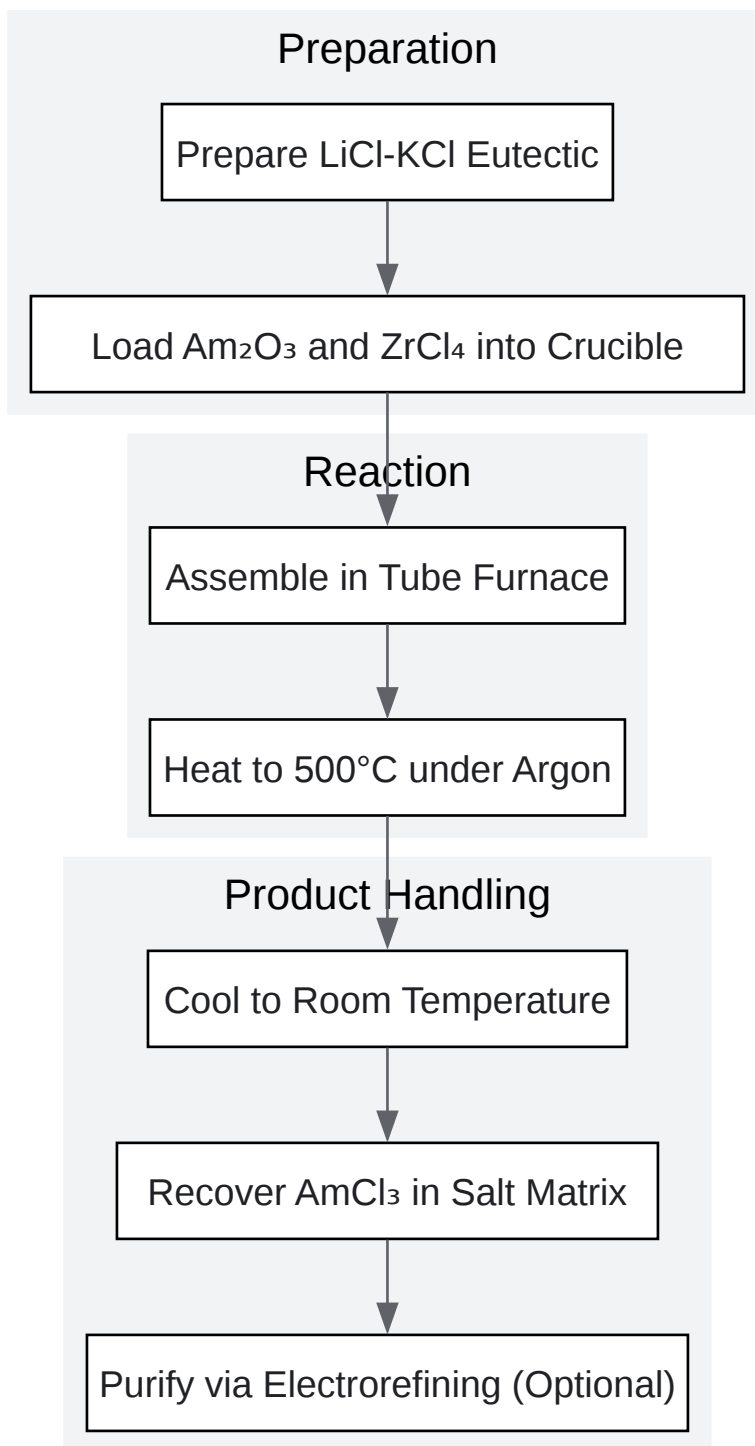 Preparation
Prepare LiCl-KCl Eutectic
Load Am₂O₃ and ZrCl₄ into Crucible
Reaction
Assemble in Tube Furnace
Heat to 500°C under Argon
Product Handling
Cool to Room Temperature
Recover AmCl₃ in Salt Matrix
Purify via Electrorefining (Optional)